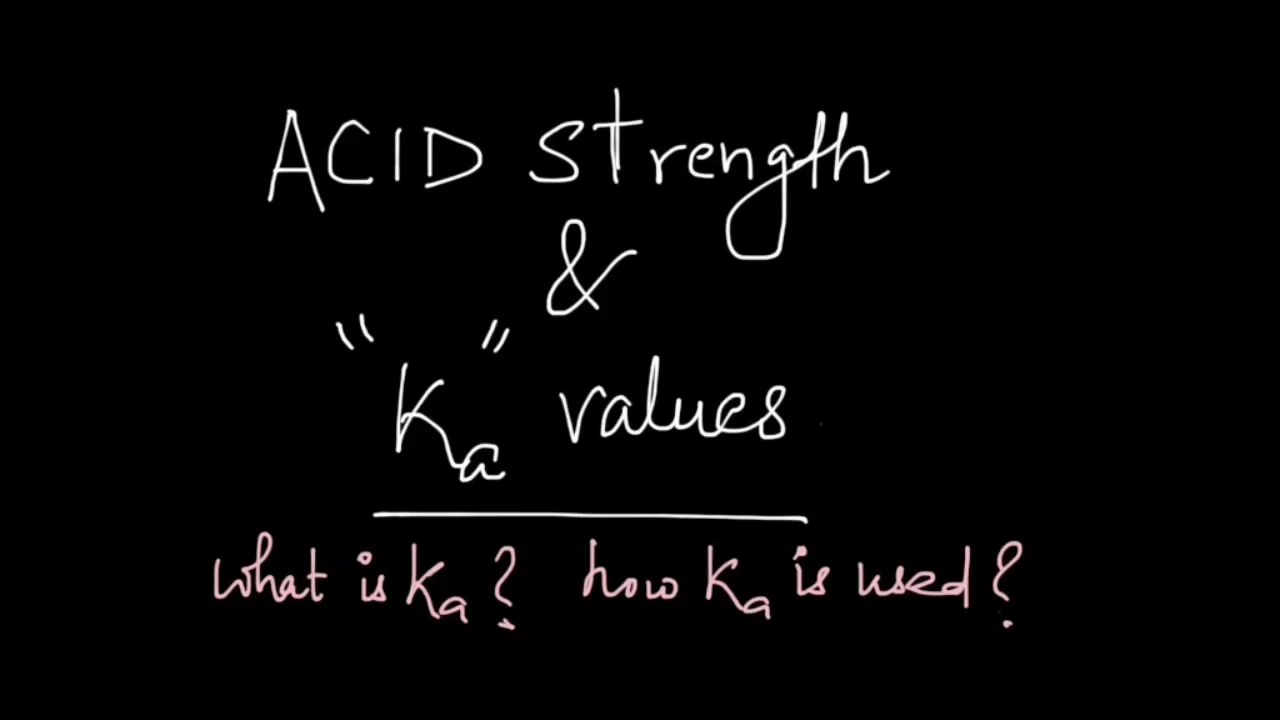 ACID strength
&
"Ka" values
what is Ka? how Ka is used?